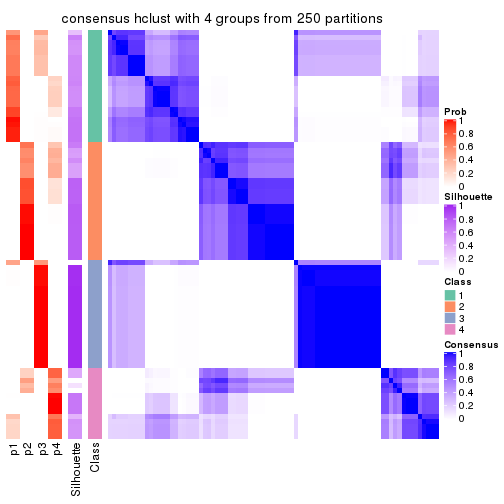 consensus hclust with 4 groups from 250 partitions
Prob
1
0.8
0.6
0.4
0.2
0
Silhouette
1
0.8
0.6
0.4
0.2
0
Class
1
2
3
4
Consensus
1
0.8
0.6
0.4
0.2
0
p1
p2
p3
p4
Silhouette
Class